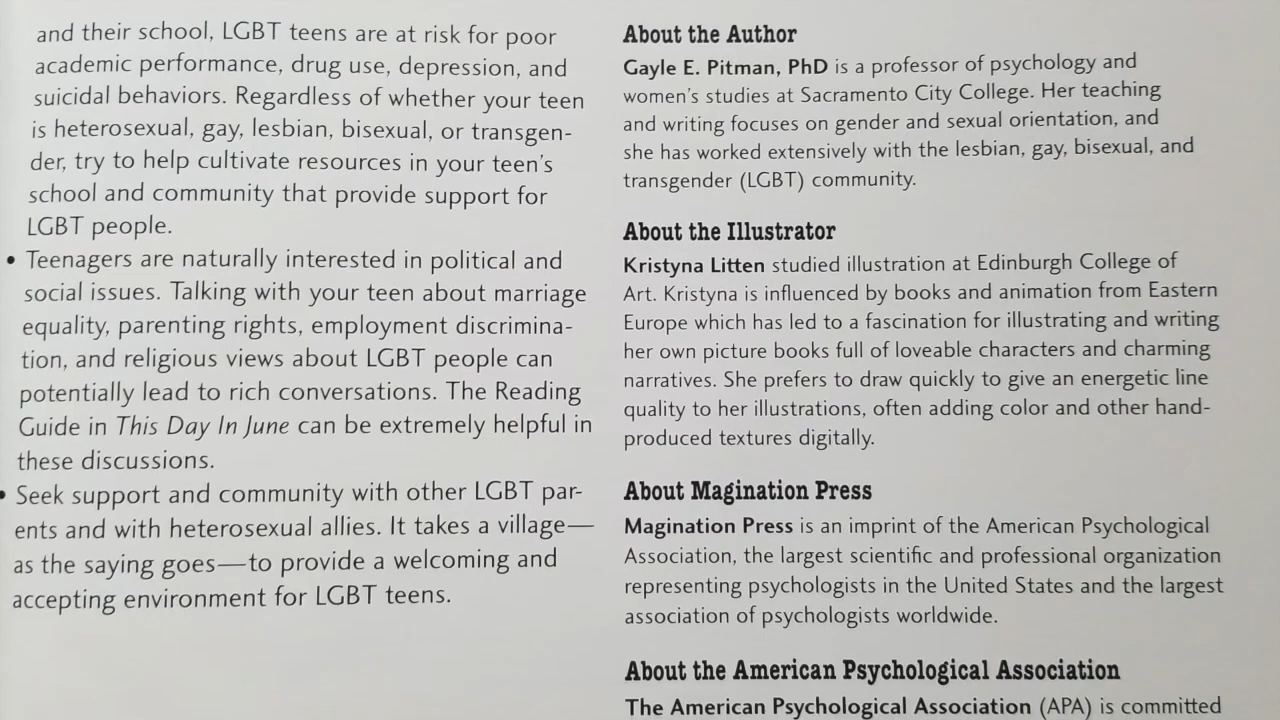 and their school, LGBT teens are at risk for poor
academic performance, drug use, depression, and
suicidal behaviors. Regardless of whether your teen
is heterosexual, gay, lesbian, bisexual, or transgen-
der, try to help cultivate resources in your teen's
school and community that provide support for
LGBT people.
• Teenagers are naturally interested in political and
social issues. Talking with your teen about marriage
equality, parenting rights, employment discrimina-
tion, and religious views about LGBT people can
potentially lead to rich conversations. The Reading
Guide in This Day In June can be extremely helpful in
these discussions.
• Seek support and community with other LGBT par-
ents and with heterosexual allies. It takes a village—
as the saying goes—to provide a welcoming and
accepting environment for LGBT teens.
About the Author
Gayle E. Pitman, PhD is a professor of psychology and
women's studies at Sacramento City College. Her teaching
and writing focuses on gender and sexual orientation, and
she has worked extensively with the lesbian, gay, bisexual, and
transgender (LGBT) community.
About the Illustrator
Kristyna Litten studied illustration at Edinburgh College of
Art. Kristyna is influenced by books and animation from Eastern
Europe which has led to a fascination for illustrating and writing
her own picture books full of loveable characters and charming
narratives. She prefers to draw quickly to give an energetic line
quality to her illustrations, often adding color and other hand-
produced textures digitally.
About Magination Press
Magination Press is an imprint of the American Psychological
Association, the largest scientific and professional organization
representing psychologists in the United States and the largest
association of psychologists worldwide.
About the American Psychological Association
The American Psychological Association (APA) is committed